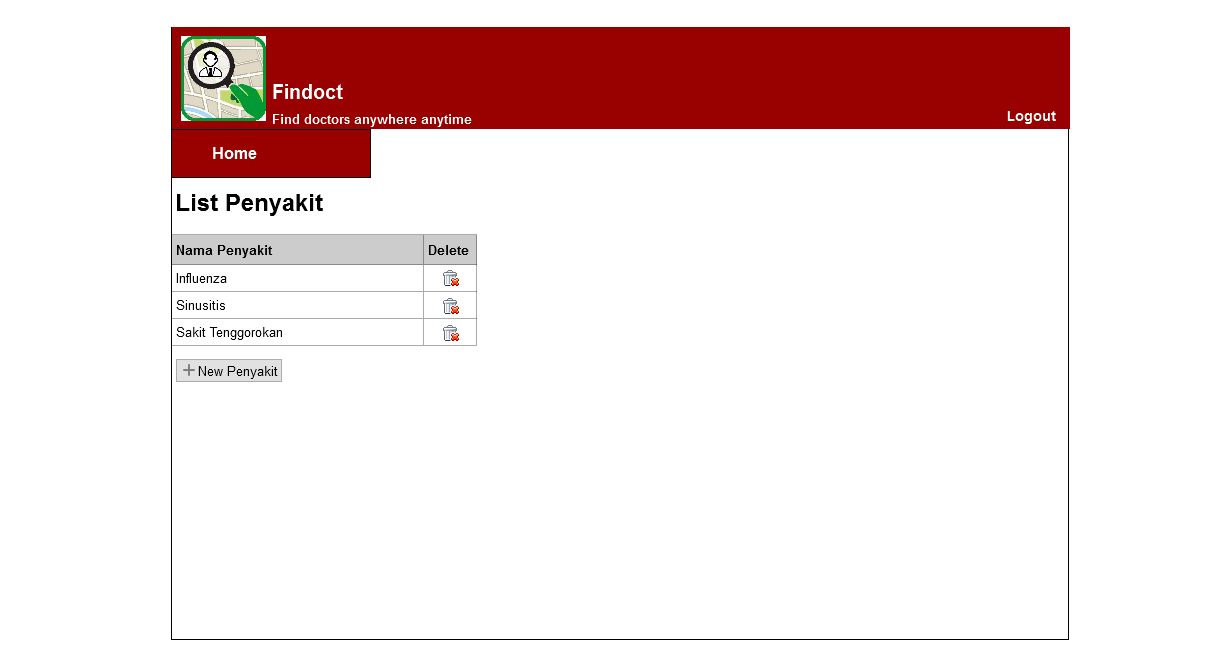 Findoct
Find doctors anywhere anytime
Logout
Home
List Penyakit
Nama Penyakit Delete
Influenza
Sinusitis
Sakit Tenggorokan
New Penyakit